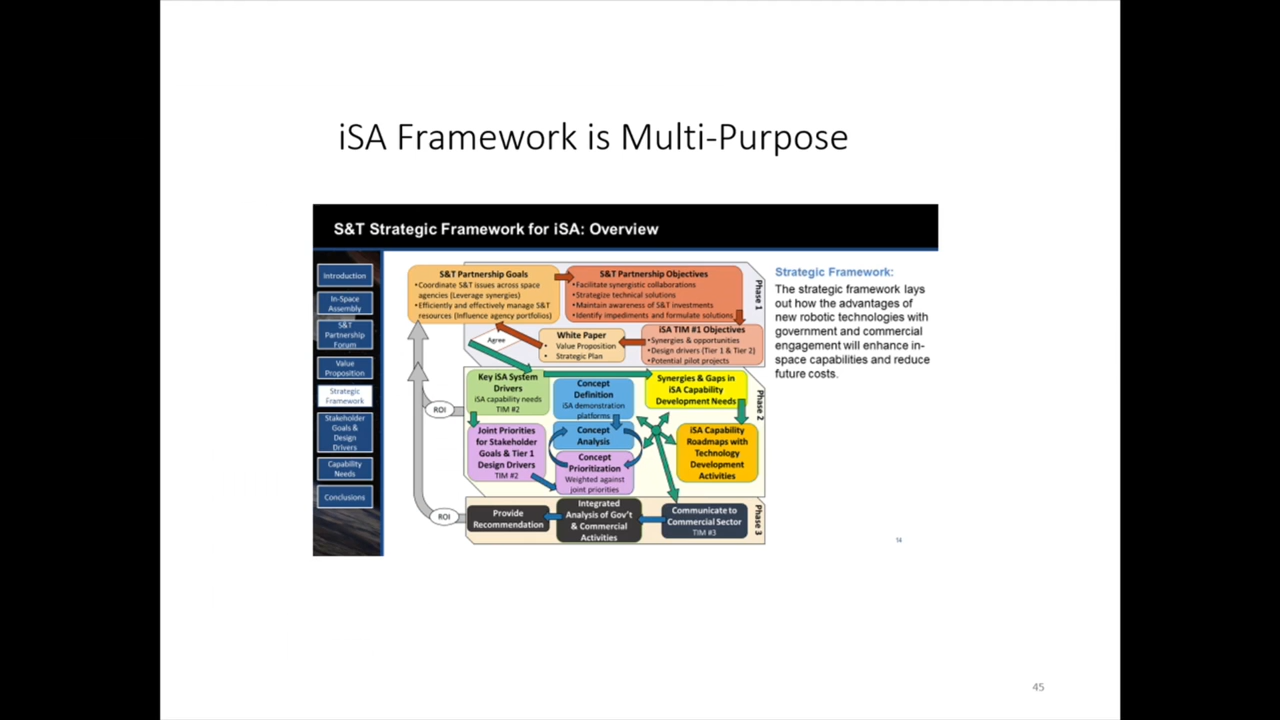 iSA Framework is Multi-Purpose
S&T Strategic Framework for iSA: Overview
Introduction
In-Space
Assembly
S&T
Partnership
Forum
Value
Proposition
Strategic
Framework
Stakeholder
Goals &
Design
Drivers
Capability
Needs
Conclusions
S&T Partnership Goals
•Coordinate S&T issues across space
agencies (Leverage synergies)
•Efficiently and effectively manage S&T
resources (Influence agency portfolios)
S&T Partnership Objectives
•Facilitate synergistic collaborations
•Strategize technical solutions
•Maintain awareness of S&T investments
•Identify impediments and formulate solutions
Phase 1
Agree
White Paper
• Value Proposition
• Strategic Plan
iSA TIM #1 Objectives
•Synergies & opportunities
•Design drivers (Tier 1 & Tier 2)
•Potential pilot projects
Key iSA System
Drivers
iSA capability needs
TIM #2
Concept
Definition
iSA demonstration
platforms
Synergies & Gaps in
iSA Capability
Development Needs
Phase 2
ROI
Joint Priorities
for Stakeholder
Goals & Tier 1
Design Drivers
TIM #2
Concept
Analysis
Concept
Prioritization
Weighted against
joint priorities
iSA Capability
Roadmaps with
Technology
Development
Activities
ROI
Provide
Recommendation
Integrated
Analysis of Gov't
& Commercial
Activities
Communicate to
Commercial Sector
TIM #3
Phase 3
Strategic Framework:
The strategic framework lays
out how the advantages of
new robotic technologies with
government and commercial
engagement will enhance in-
space capabilities and reduce
future costs.
14
45